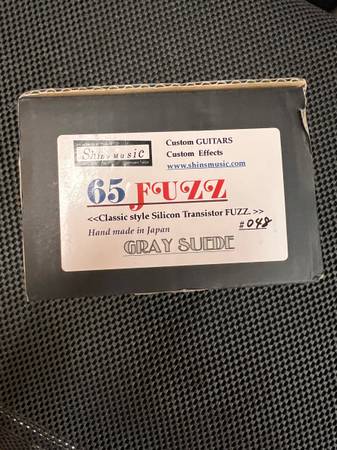 Shinsmusic
Custom GUITARS
Custom Effects
www.shinsmusic.com
65 FUZZ
<<Classic style Silicon Transistor FUZZ. >>
Hand made in Japan
#048
GRAY SUEDE